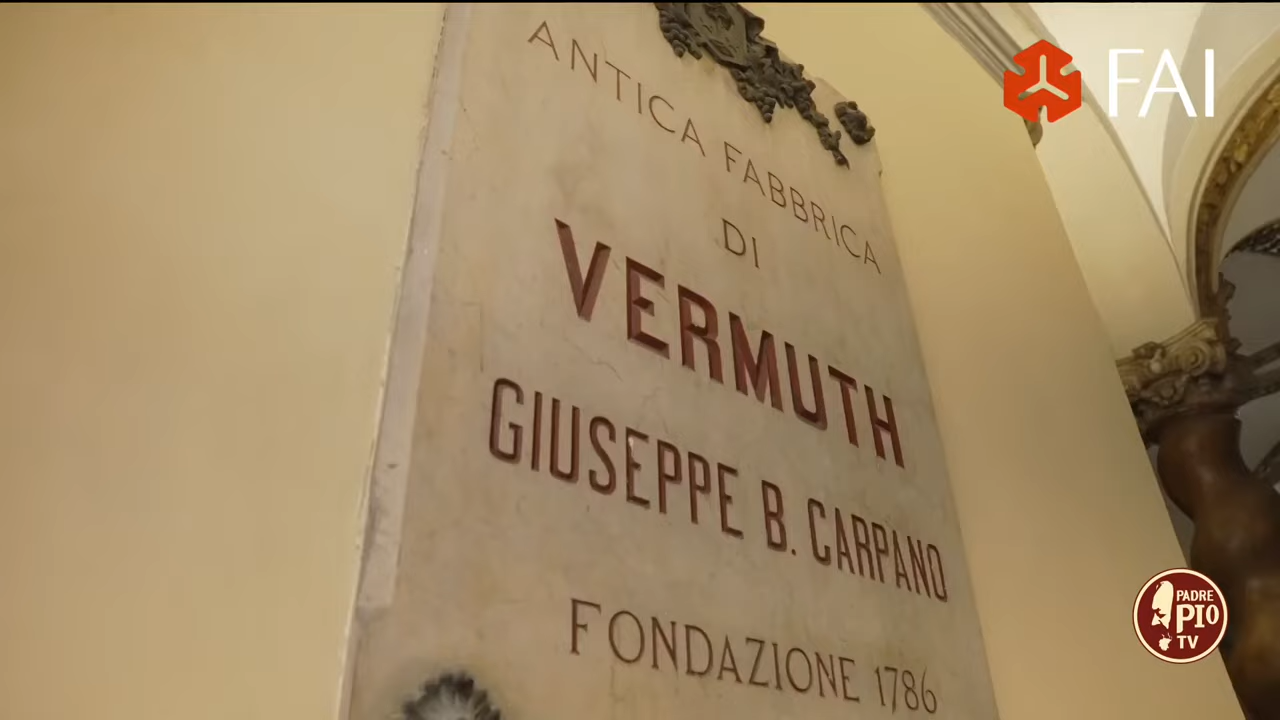 FAI
ANTICA FABBRICA
DI
VERMUTH
GIUSEPPE B. CARPANO
FONDAZIONE 1786
PADRE
PIO
TV